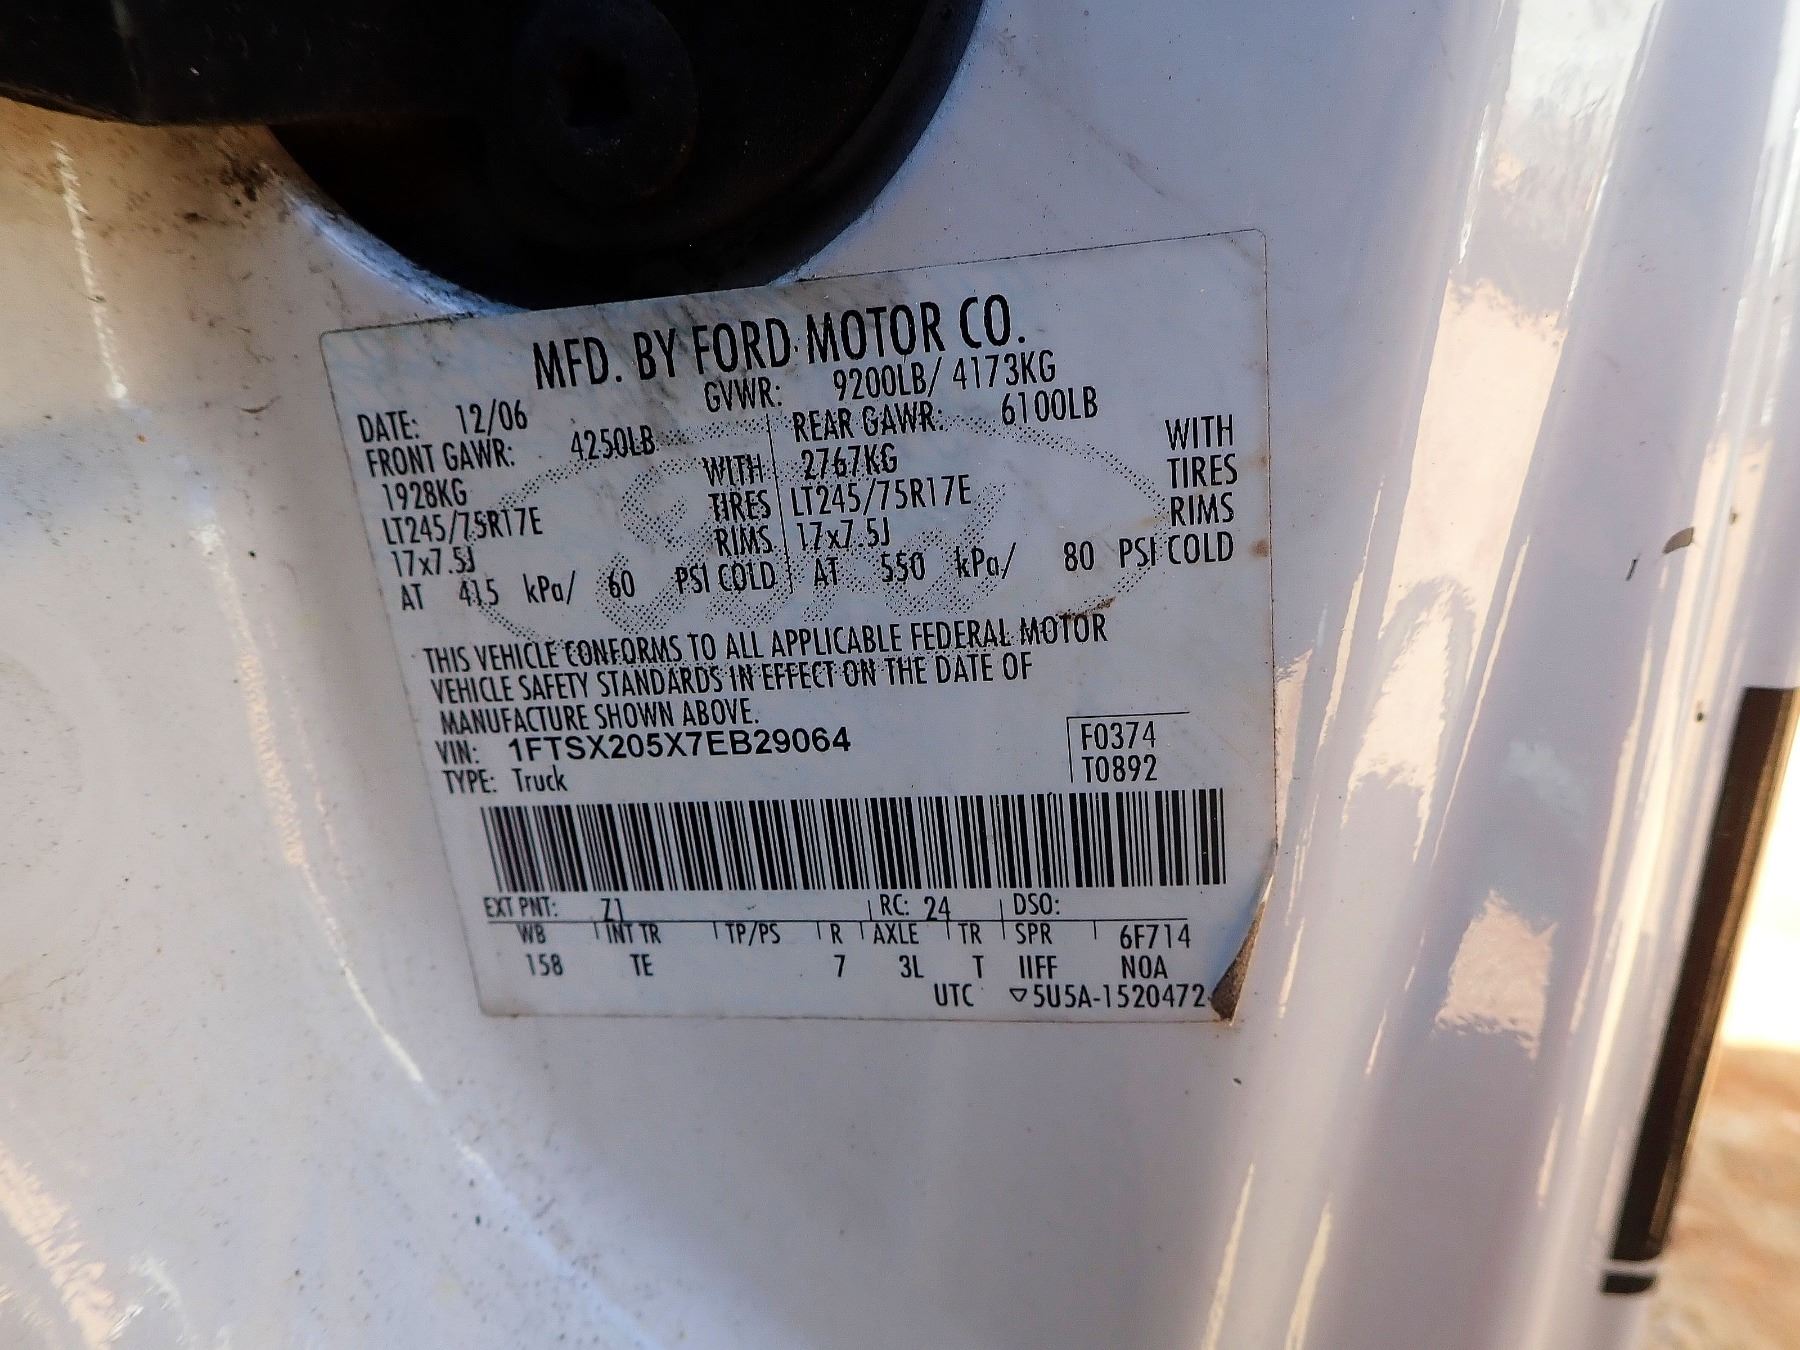 MFD. BY FORD MOTOR CO.
DATE: 12/06 GVWR: 9200LB/ 4173KG
FRONT GAWR: 4250LB REAR GAWR: 6100LB
1928KG WITH 2767KG WITH
LT245/75R17E TIRES LT245/75R17E TIRES
17x7.5J RIMS 17x7.5J RIMS
AT 415 kPa/ 60 PSI COLD AT 550 kPa/ 80 PSI COLD
THIS VEHICLE CONFORMS TO ALL APPLICABLE FEDERAL MOTOR
VEHICLE SAFETY STANDARDS IN EFFECT ON THE DATE OF
MANUFACTURE SHOWN ABOVE.
VIN: 1FTSX205X7EB29064 F0374
TYPE: Truck T0892
EXT PNT: Z1 RC: 24 DSO:
WB INT TR TP/PS R AXLE TR SPR 6F714
158 TE 7 3L T IIFF NOA
UTC ▽5U5A-1520472-